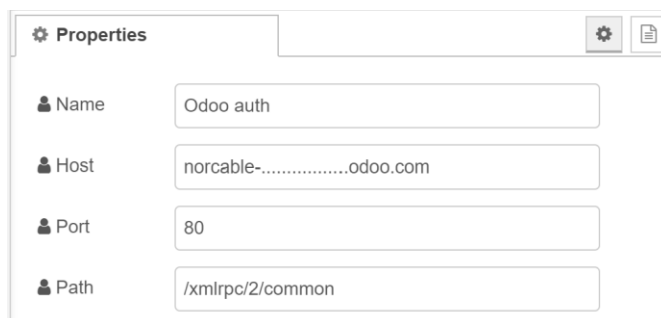 Properties
Name Odoo auth
Host norcable-.................odoo.com
Port 80
Path /xmlrpc/2/common